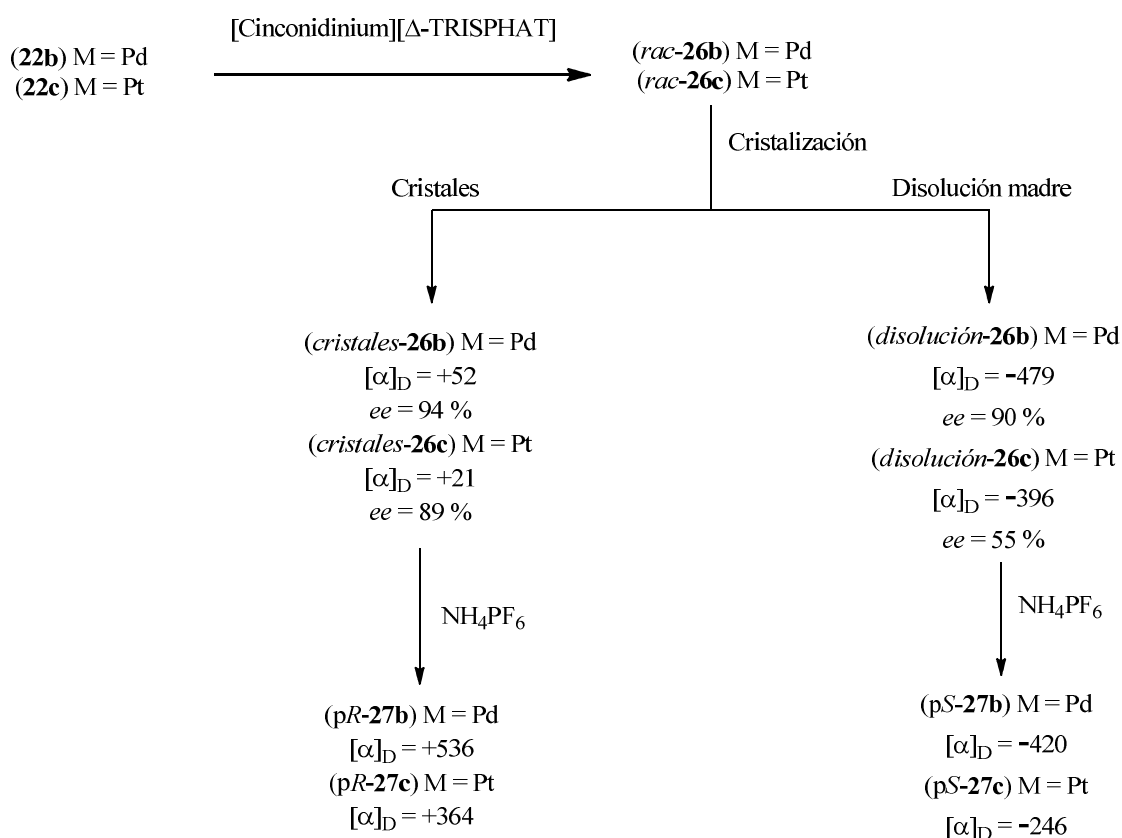 [Cinconidinium][Δ-TRISPHAT]
(22b) M = Pd
(22c) M = Pt
(rac-26b) M = Pd
(rac-26c) M = Pt
Cristalización
Cristales
Disolución madre
(cristales-26b) M = Pd
[α]D = +52
ee = 94 %
(cristales-26c) M = Pt
[α]D = +21
ee = 89 %
(disolución-26b) M = Pd
[α]D = -479
ee = 90 %
(disolución-26c) M = Pt
[α]D = -396
ee = 55 %
NH4PF6
NH4PF6
(pR-27b) M = Pd
[α]D = +536
(pR-27c) M = Pt
[α]D = +364
(pS-27b) M = Pd
[α]D = -420
(pS-27c) M = Pt
[α]D = -246